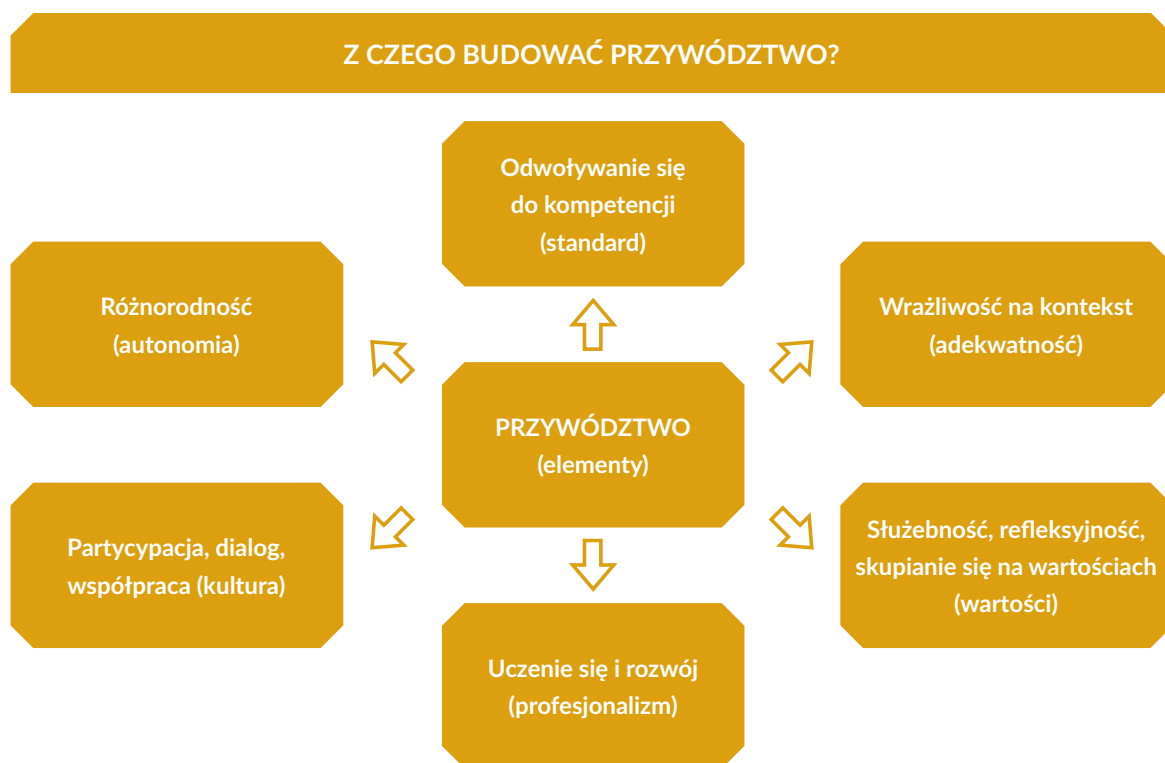 Z CZEGO BUDOWAĆ PRZYWÓDZTWO?
Odwoływanie się
do kompetencji
(standard)
Różnorodność
(autonomia)
Wrażliwość na kontekst
(adekwatność)
PRZYWÓDZTWO
(elementy)
Partycypacja, dialog,
współpraca (kultura)
Służebność, refleksyjność,
skupianie się na wartościach
(wartości)
Uczenie się i rozwój
(profesjonalizm)